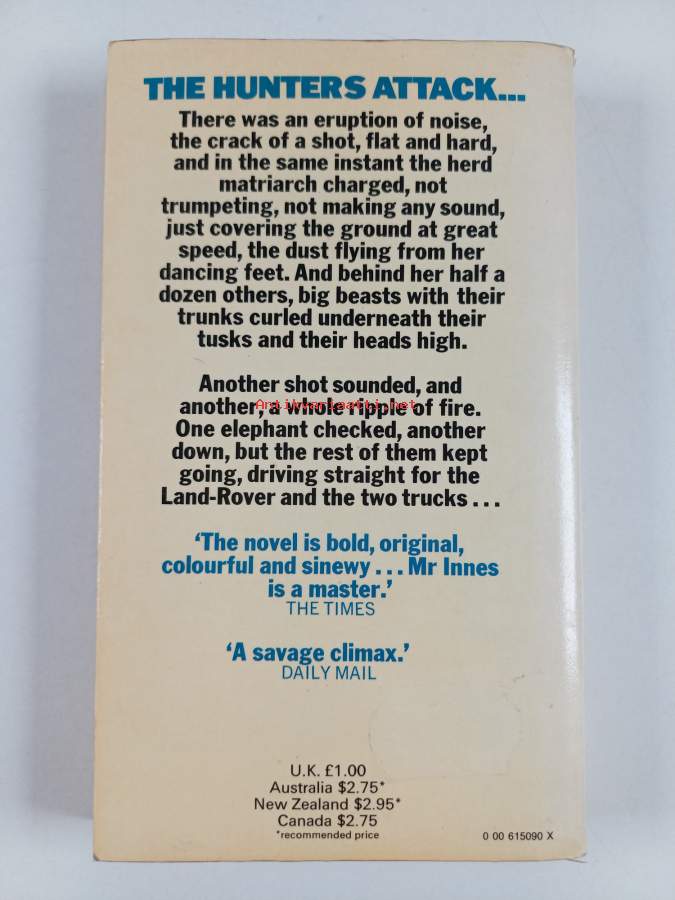 THE HUNTERS ATTACK...
There was an eruption of noise,
the crack of a shot, flat and hard,
and in the same instant the herd
matriarch charged, not
trumpeting, not making any sound,
just covering the ground at great
speed, the dust flying from her
dancing feet. And behind her half a
dozen others, big beasts with their
trunks curled underneath their
tusks and their heads high.
Another shot sounded, and
another, a whole ripple of fire.
Antikvariaatti.net
One elephant checked, another
down, but the rest of them kept
going, driving straight for the
Land-Rover and the two trucks...
‘The novel is bold, original,
colourful and sinewy... Mr Innes
is a master.’
THE TIMES
‘A savage climax.’
DAILY MAIL
U.K. £1.00
Australia $2.75*
New Zealand $2.95*
Canada $2.75
*recommended price
0 00 615090 X